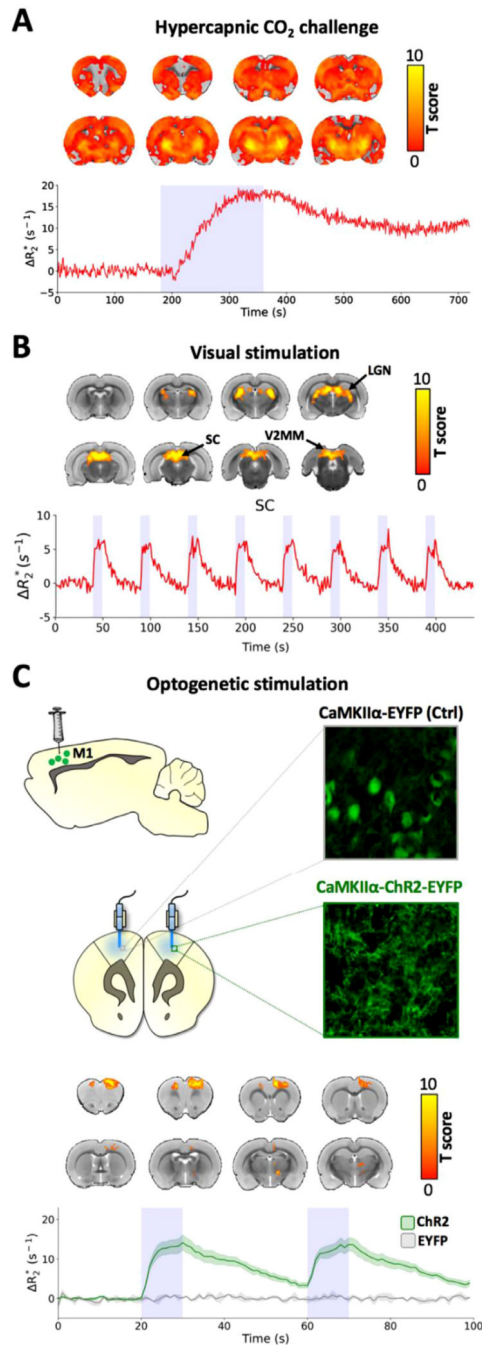 A
Hypercapnic CO₂ challenge
10
T score
0
20
15
10
5
0
−5
ΔR₂* (s⁻¹)
0 100 200 300 400 500 600 700
Time (s)
B
Visual stimulation
LGN
10
SC
V2MM
T score
0
SC
10
5
0
−5
ΔR₂* (s⁻¹)
0 50 100 150 200 250 300 350 400
Time (s)
C
Optogenetic stimulation
CaMKIIα-EYFP (Ctrl)
M1
CaMKIIα-ChR2-EYFP
10
T score
0
20
10
0
ΔR₂* (s⁻¹)
ChR2
EYFP
0 20 40 60 80 100
Time (s)